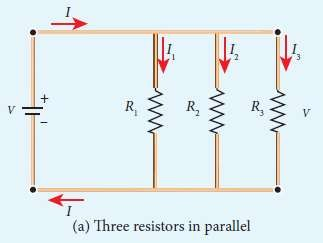 I
I₁ I₂ I₃
V + − R₁ R₂ R₃ V
I
(a) Three resistors in parallel